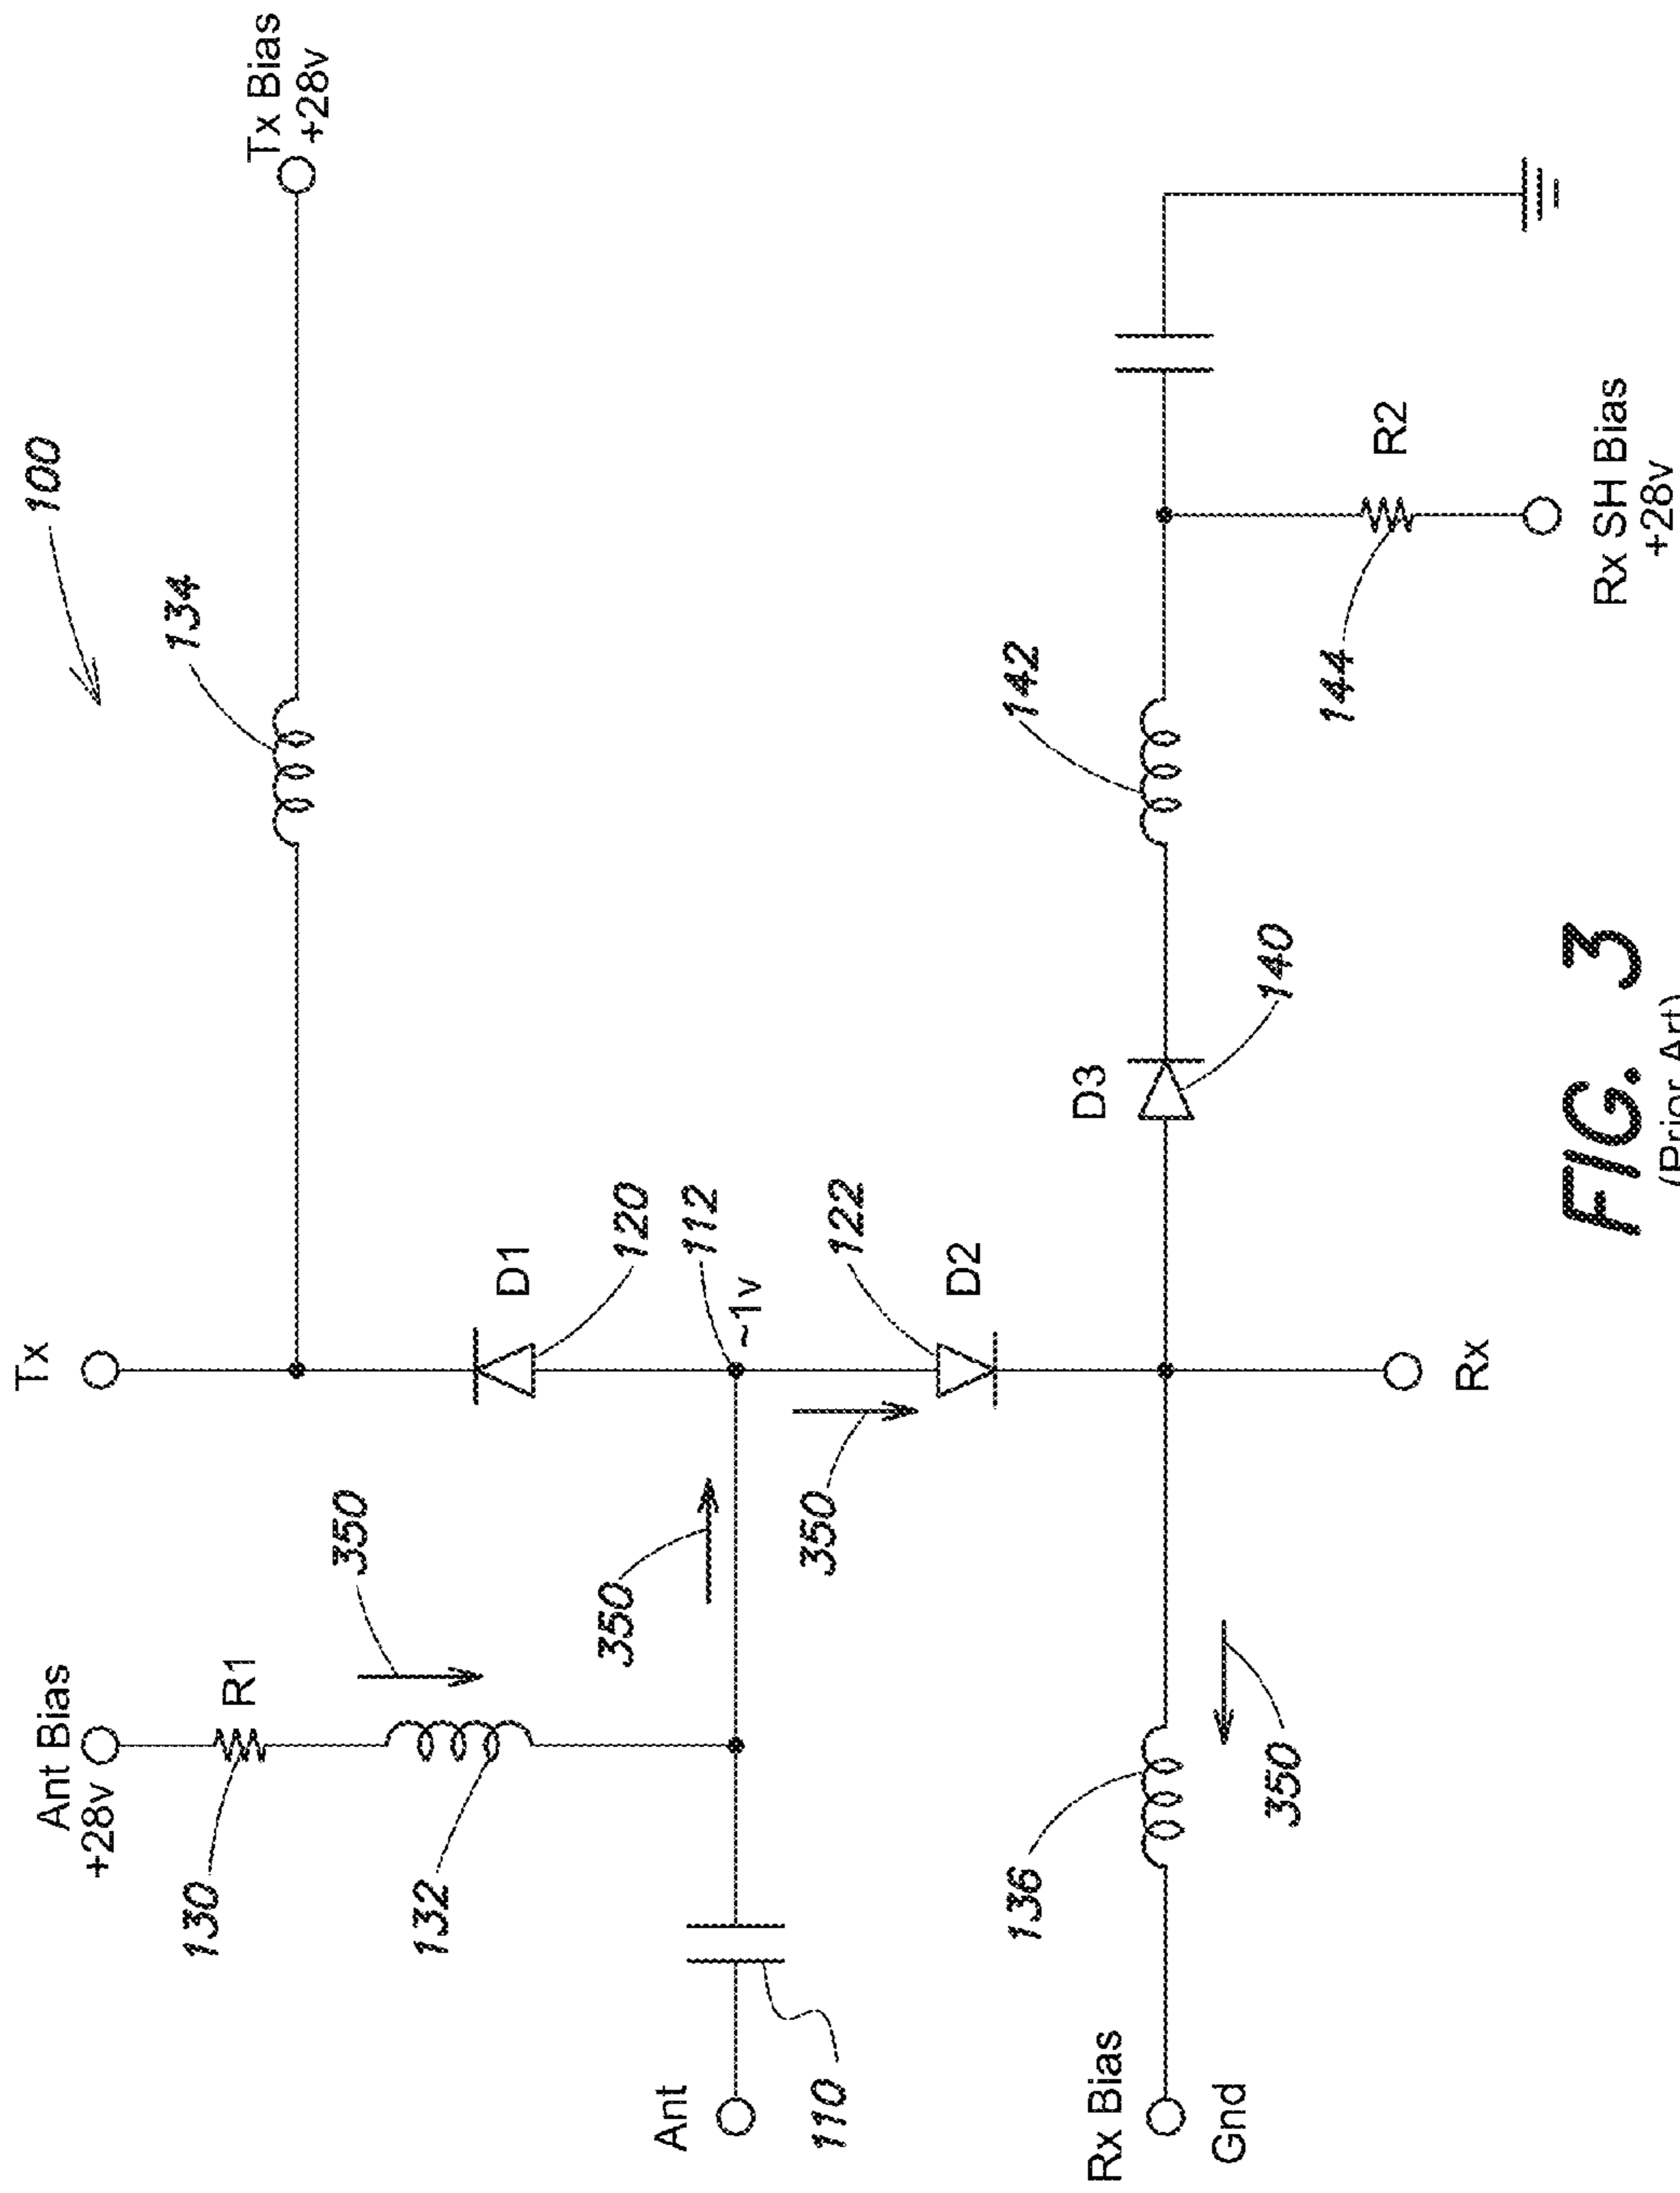 100
Tx
Tx Bias
+28v
134
Ant Bias
+28v
R1
130
350
132
D1
120
112
~1v
350
Ant
110
350
122
D2
Rx Bias
Gnd
136
350
D3
140
142
144
R2
Rx SH Bias
+28v
Rx
FIG. 3
(Prior Art)